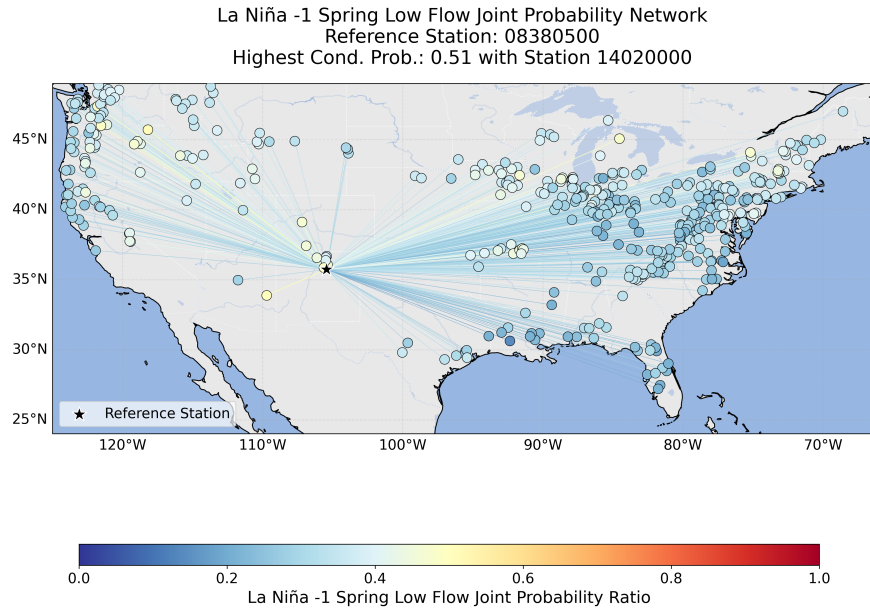 La Niña -1 Spring Low Flow Joint Probability Network
Reference Station: 08380500
Highest Cond. Prob.: 0.51 with Station 14020000
45°N
40°N
35°N
30°N
25°N
Reference Station
120°W 110°W 100°W 90°W 80°W 70°W
0.0 0.2 0.4 0.6 0.8 1.0
La Niña -1 Spring Low Flow Joint Probability Ratio